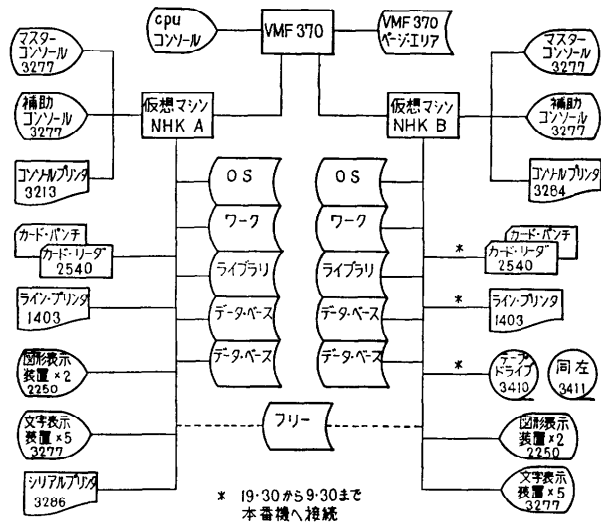 cpu
コンソール
VMF 370
VMF 370
ページ・エリア
マスター
コンソール
3277
補助
コンソール
3277
コンソールプリンタ
3213
カード・パンチ
カード・リーダ
2540
ライン・プリンタ
1403
図形表示
装置×2
2250
文字表示
装置×5
3277
シリアルプリンタ
3286
仮想マシン
NHK A
OS
ワーク
ライブラリ
データ・ベース
データ・ベース
フリー
仮想マシン
NHK B
OS
ワーク
ライブラリ
データ・ベース
データ・ベース
マスター
コンソール
3277
補助
コンソール
3277
コンソールプリンタ
3284
カード・パンチ
* カード・リーダ
2540
* ライン・プリンタ
1403
* テープ
ドライブ
3410
同左
3411
図形表示
装置×2
2250
文字表示
装置×5
3277
* 19・30から9・30まで
本番機へ接続